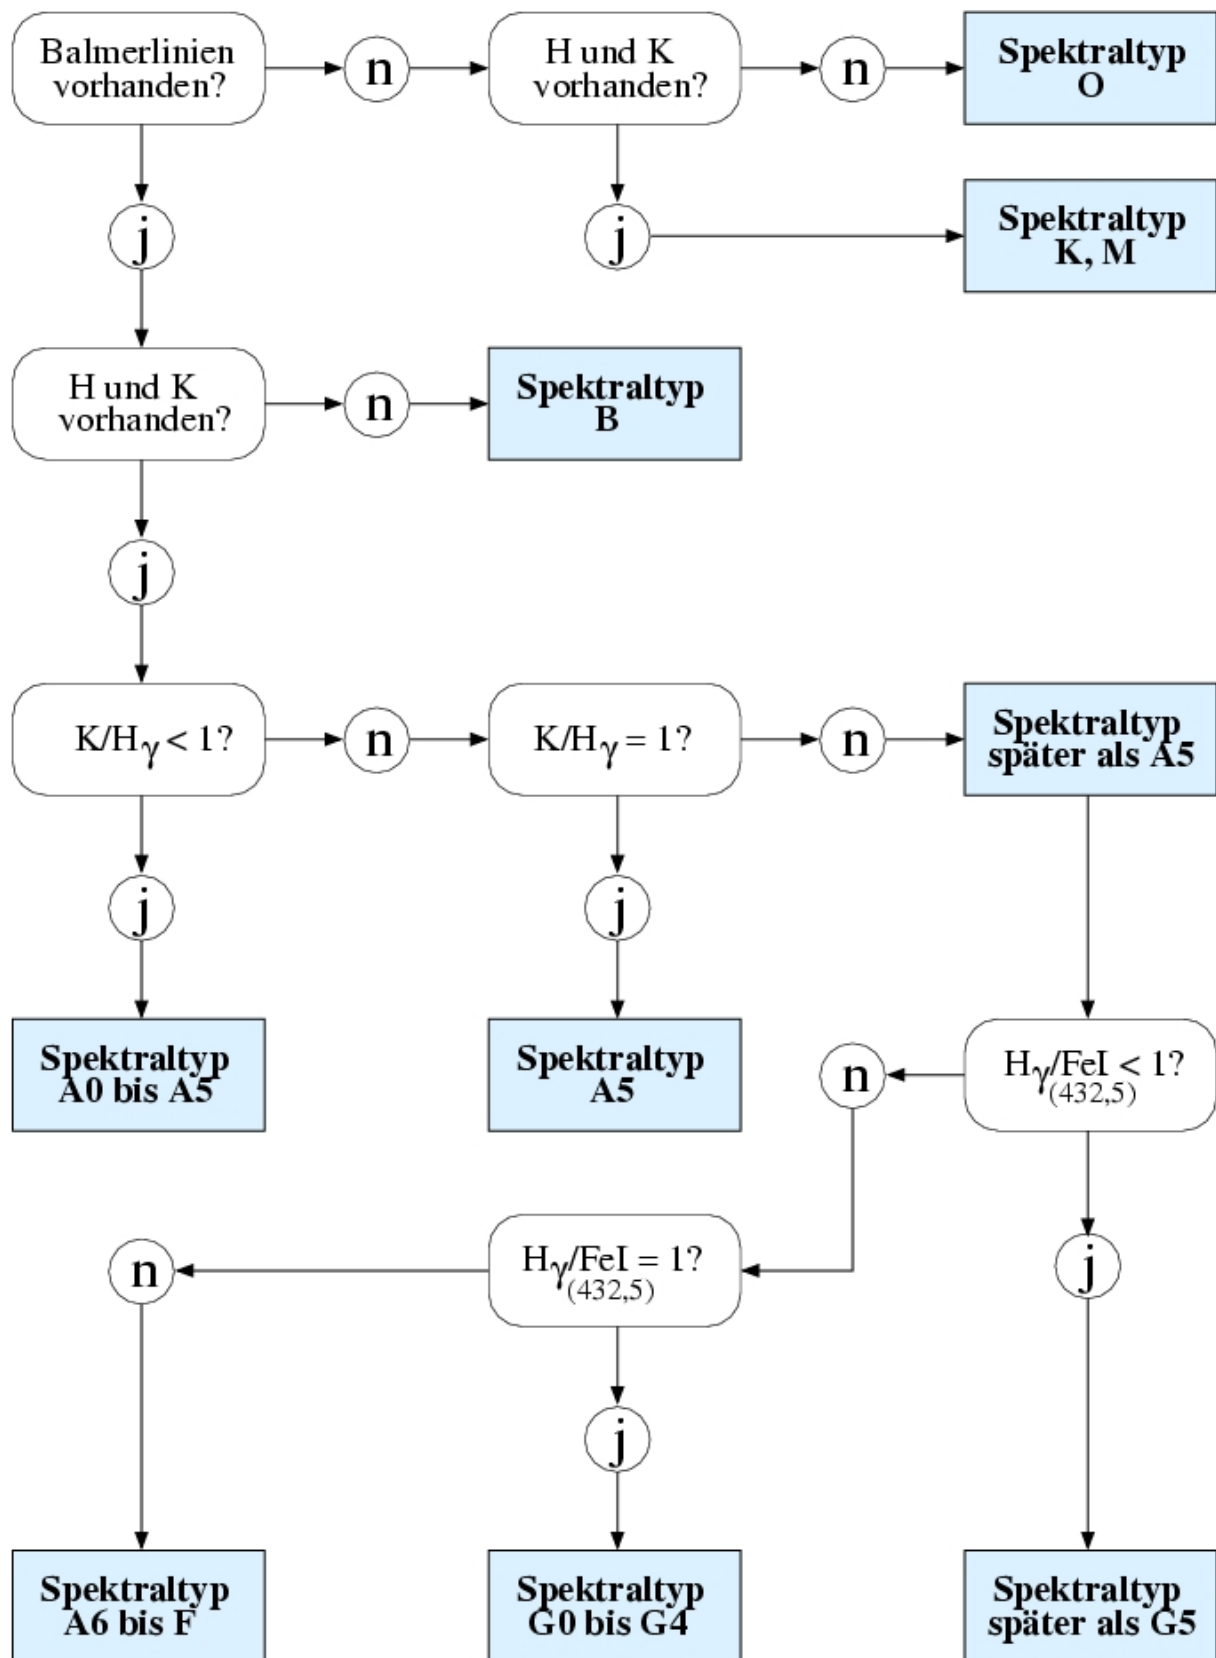 Balmerlinien
vorhanden?
n
H und K
vorhanden?
n
Spektraltyp
O
j
j
Spektraltyp
K, M
H und K
vorhanden?
n
Spektraltyp
B
j
K/Hγ < 1?
n
K/Hγ = 1?
n
Spektraltyp
später als A5
j
j
Spektraltyp
A0 bis A5
Spektraltyp
A5
n
Hγ/FeI < 1?
(432,5)
n
Hγ/FeI = 1?
(432,5)
j
j
Spektraltyp
A6 bis F
Spektraltyp
G0 bis G4
Spektraltyp
später als G5